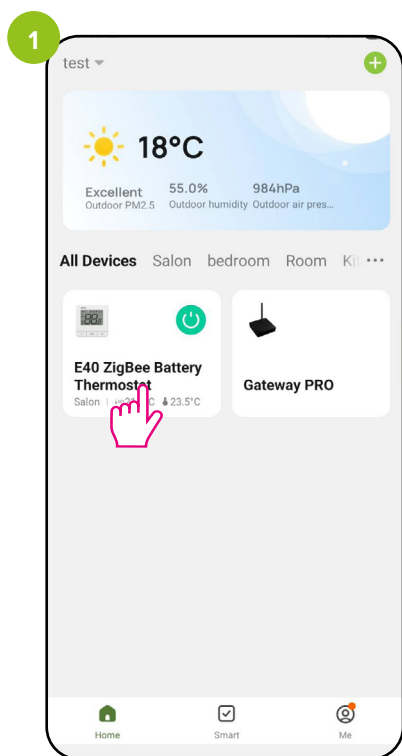 1
test
18°C
Excellent 55.0% 984hPa
Outdoor PM2.5 Outdoor humidity Outdoor air pres...
All Devices Salon bedroom Room Ki ...
E40 ZigBee Battery
Thermostat
Salon C 23.5°C
Gateway PRO
Home Smart Me